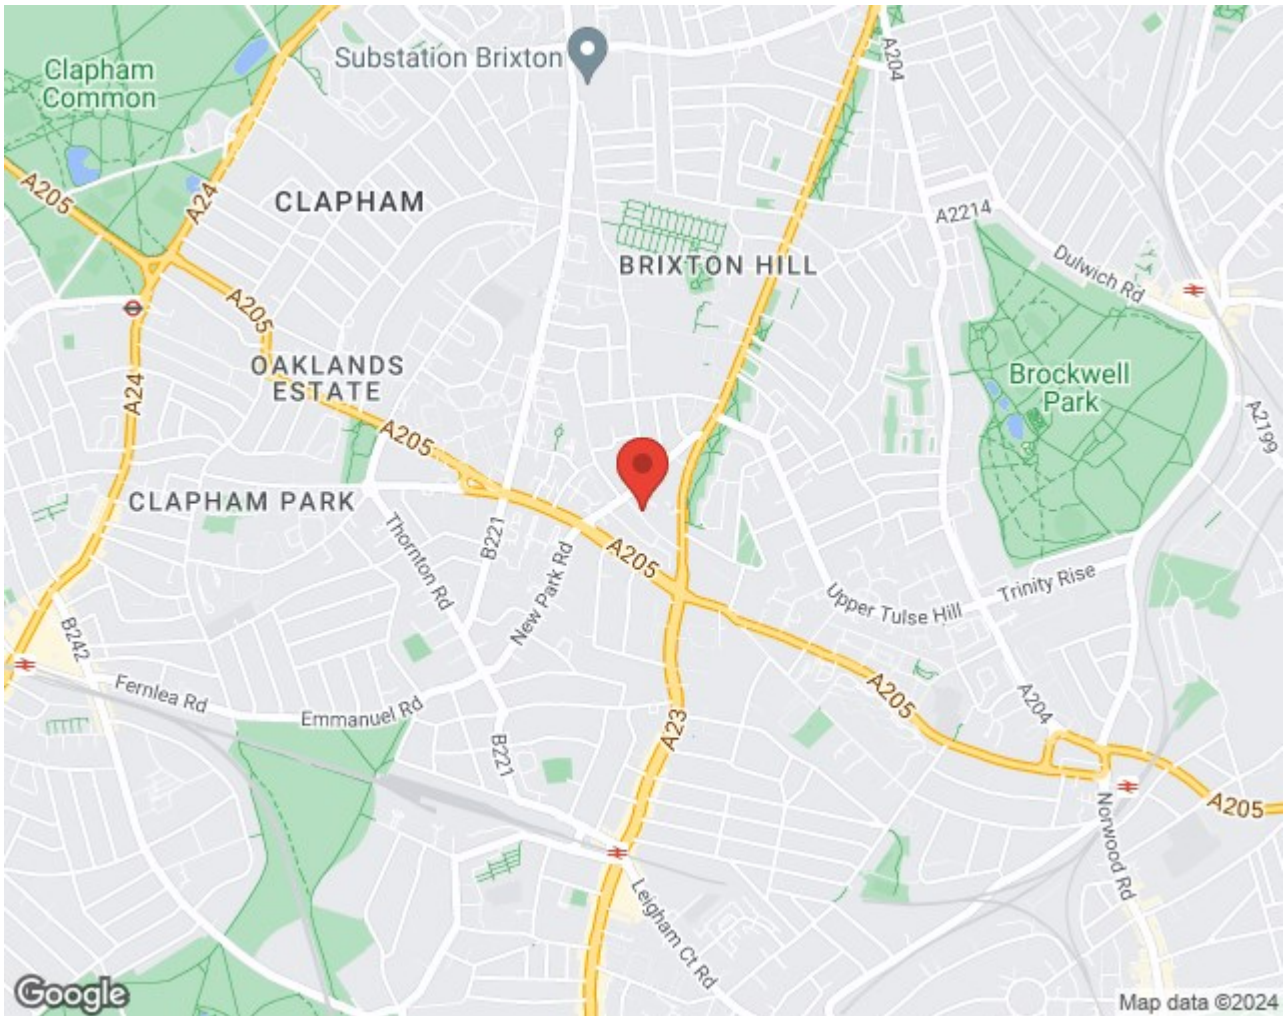 Substation Brixton
Clapham
Common
A204
A205
A24
CLAPHAM
A2214
Dulwich Rd
BRIXTON HILL
A205
OAKLANDS
ESTATE
Brockwell
Park
A24
A205
A2199
CLAPHAM PARK
B221
Thornton Rd
A205
New Park Rd
Upper Tulse Hill
Trinity Rise
B242
Fernlea Rd
Emmanuel Rd
A205
A204
A23
B221
A205
Norwood Rd
Leigham Ct Rd
Google
Map data ©2024